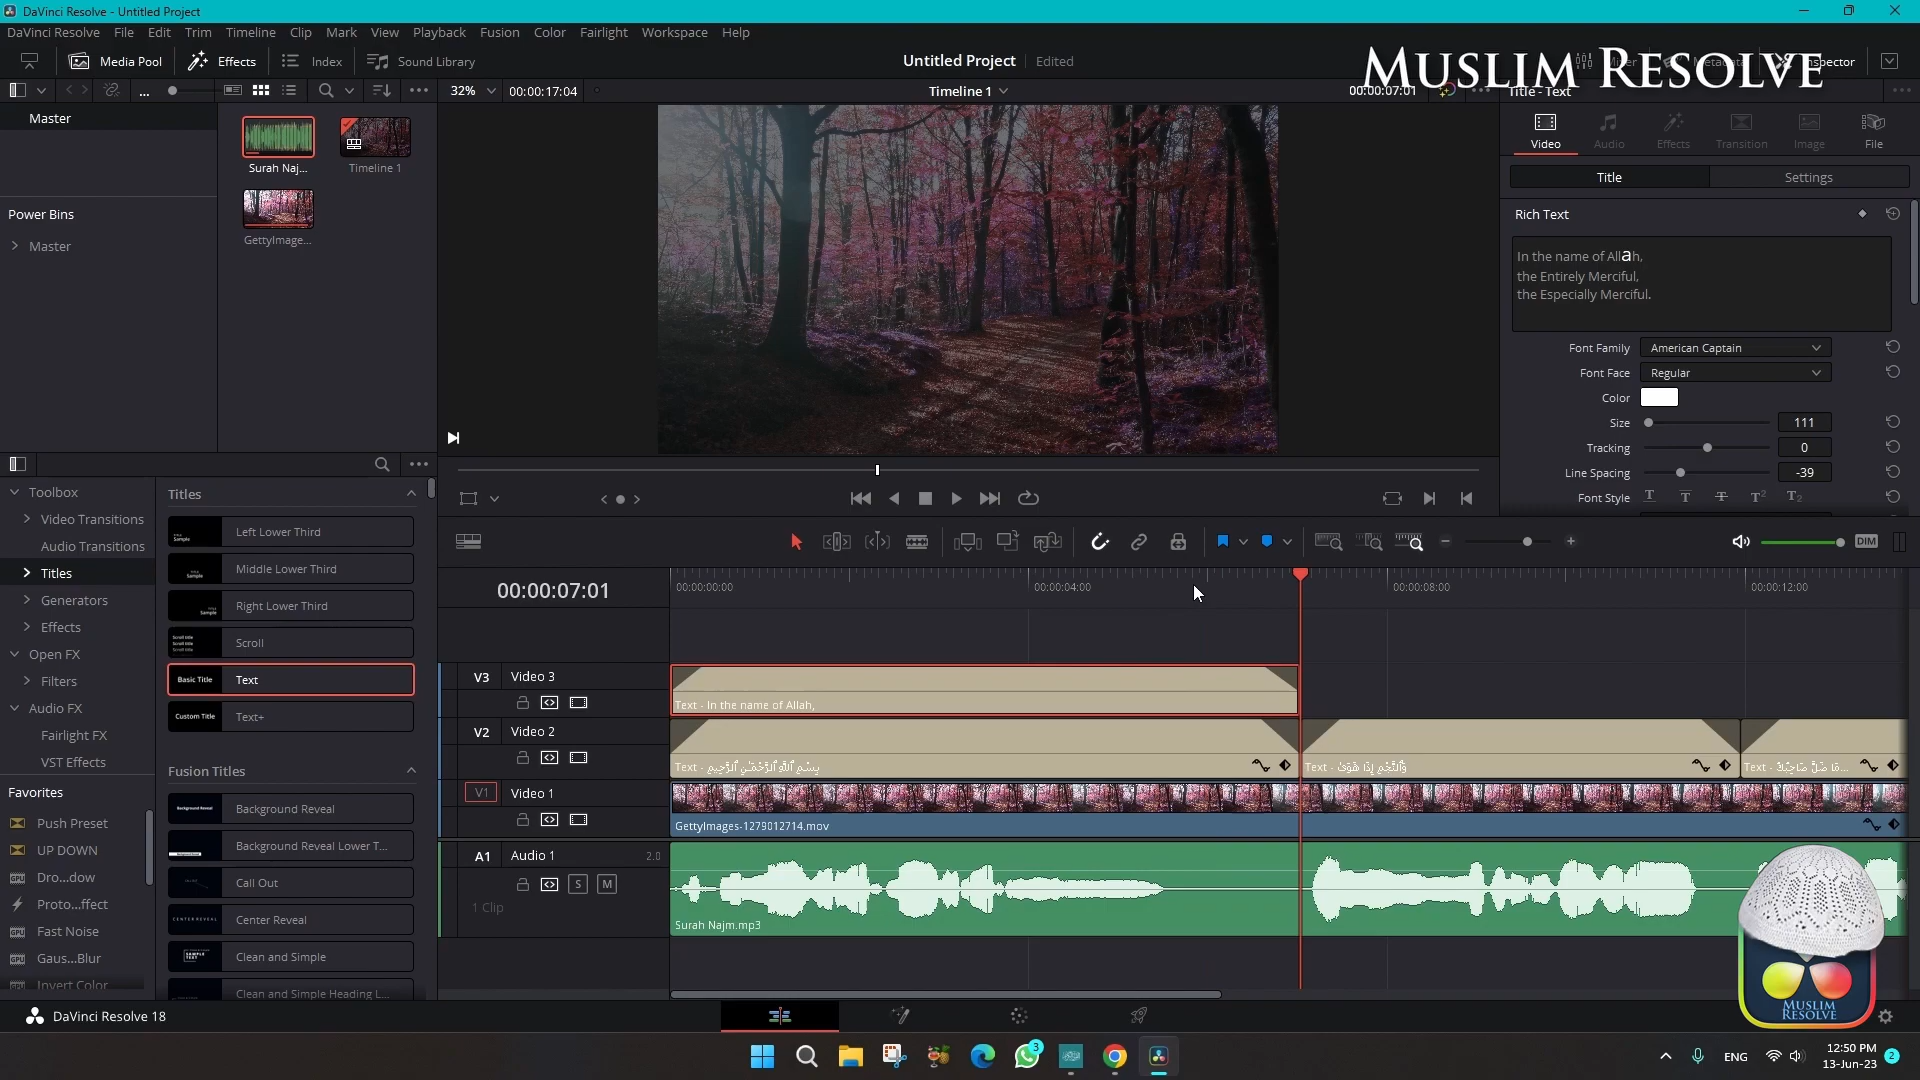 DaVinci Resolve - Untitled Project
DaVinci Resolve File Edit Trim Timeline Clip Mark View Playback Fusion Color Fairlight Workspace Help
Media Pool Effects Index Sound Library
Untitled Project Edited
MUSLIM RESOLVE
Inspector
32% 00:00:17:04
Timeline 1
00:00:07:01
Title - Text
Master
Surah Naj...
Timeline 1
GettyImage...
Power Bins
Master
Video Audio Effects Transition Image File
Title Settings
Rich Text
In the name of Allah,
the Entirely Merciful,
the Especially Merciful.
Font Family American Captain
Font Face Regular
Color
Size 111
Tracking 0
Line Spacing -39
Font Style
Toolbox
Video Transitions
Audio Transitions
Titles
Generators
Effects
Open FX
Filters
Audio FX
Fairlight FX
VST Effects
Favorites
Push Preset
UP DOWN
Dro...dow
Proto...ffect
Fast Noise
Gaus...Blur
Invert Color
Titles
Left Lower Third
Middle Lower Third
Right Lower Third
Scroll
Basic Title Text
Custom Title Text+
Fusion Titles
Background Reveal
Background Reveal Lower T...
Call Out
Center Reveal
Clean and Simple
Clean and Simple Heading L...
DIM
00:00:07:01
00:00:00:00 00:00:04:00 00:00:08:00 00:00:12:00
V3 Video 3
Text - In the name of Allah,
V2 Video 2
Text - بِسْمِ ٱللَّهِ ٱلرَّحْمَـٰنِ ٱلرَّحِيمِ
Text - وَٱلنَّجْمِ إِذَا هَوَىٰ
Text - مَا ضَلَّ صَاحِبُكُ...
V1 Video 1
GettyImages-1279012714.mov
A1 Audio 1 2.0
S M
1 Clip
Surah Najm.mp3
MUSLIM
RESOLVE
DaVinci Resolve 18
3
ENG
12:50 PM
13-Jun-23
2